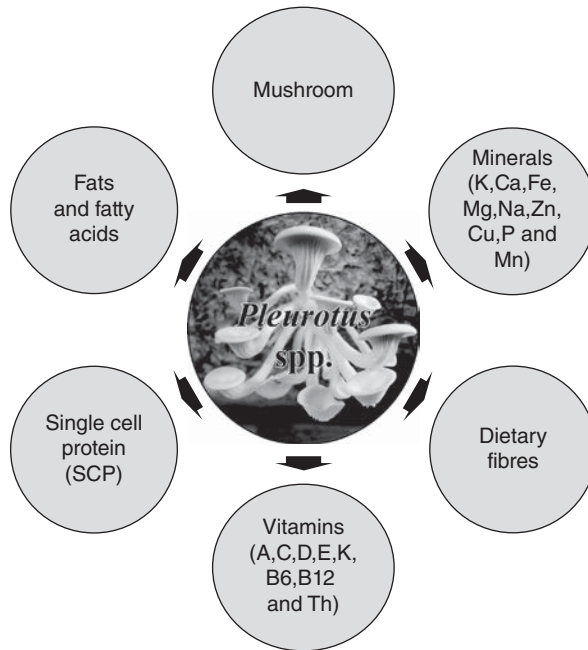 Mushroom
Minerals
(K,Ca,Fe,
Mg,Na,Zn,
Cu,P and
Mn)
Dietary
fibres
Vitamins
(A,C,D,E,K,
B6,B12
and Th)
Single cell
protein
(SCP)
Fats
and fatty
acids
Pleurotus
spp.